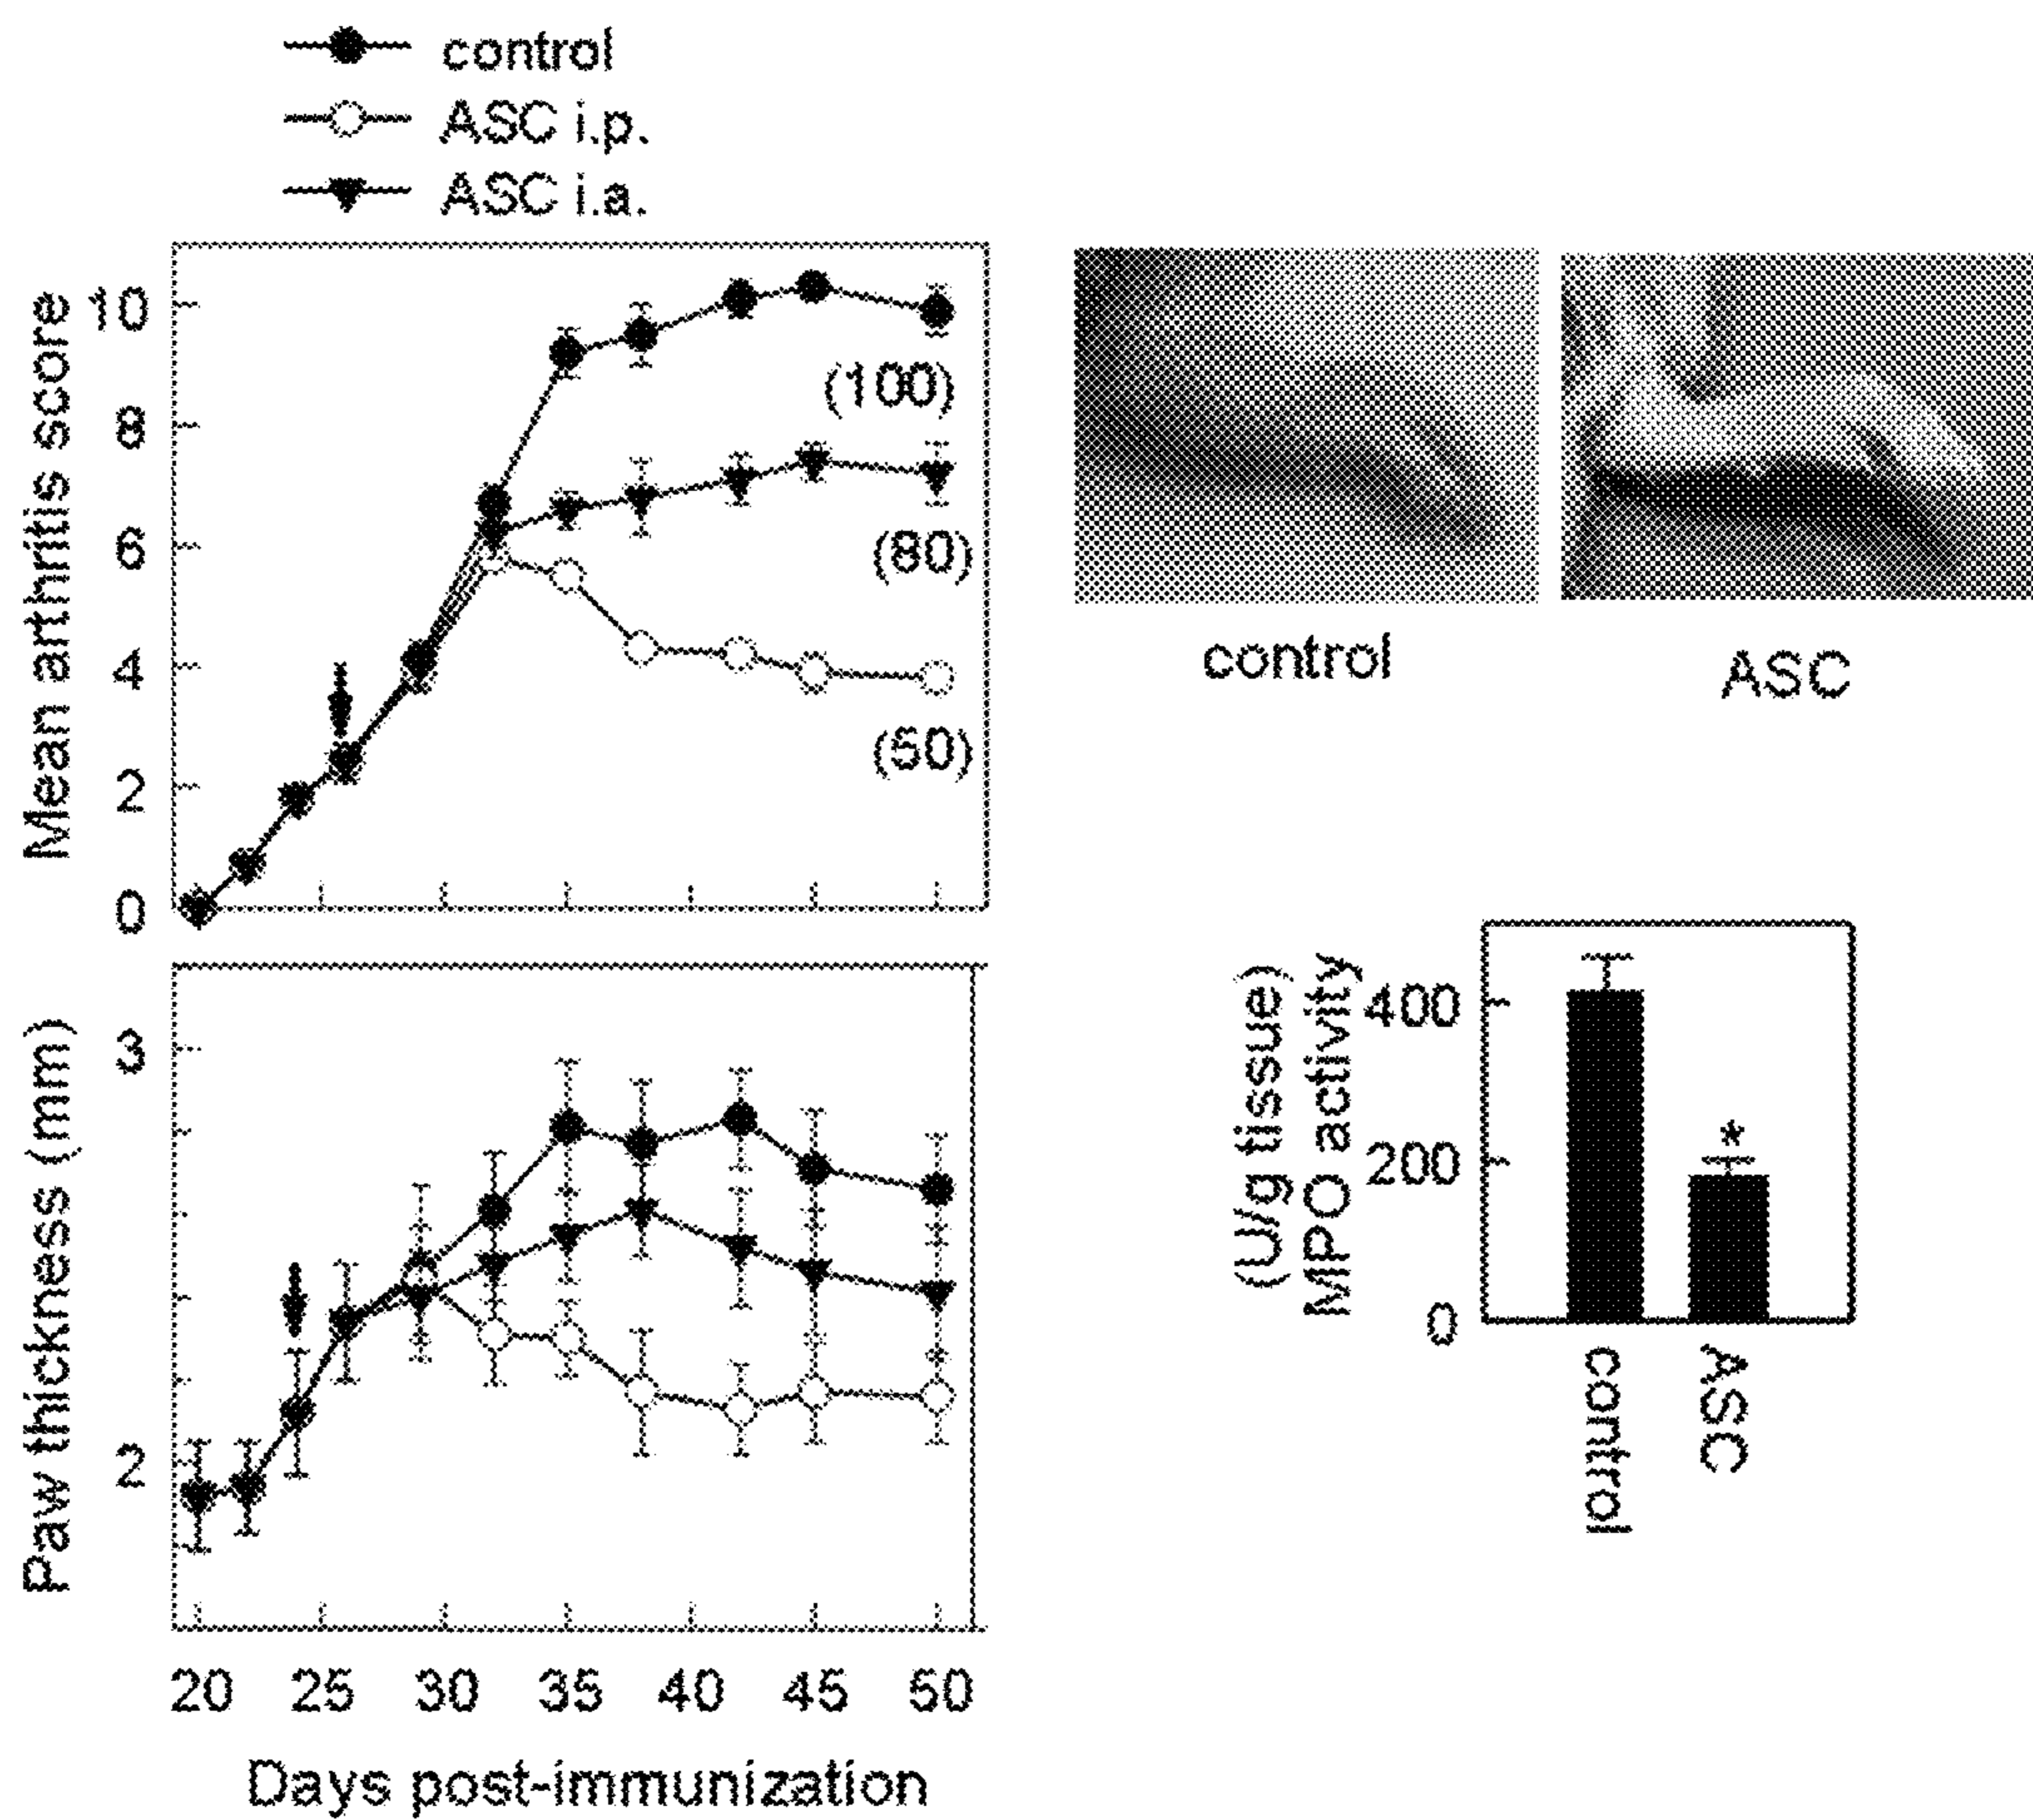 control
ASC i.p.
ASC i.a.
Mean arthritis score
10
8
6
4
2
0
(100)
(80)
(50)
control
ASC
Paw thickness (mm)
3
2
20 25 30 35 40 45 50
Days post-immunization
(U/g tissue)
MPO activity
400
200
0
*
control
ASC